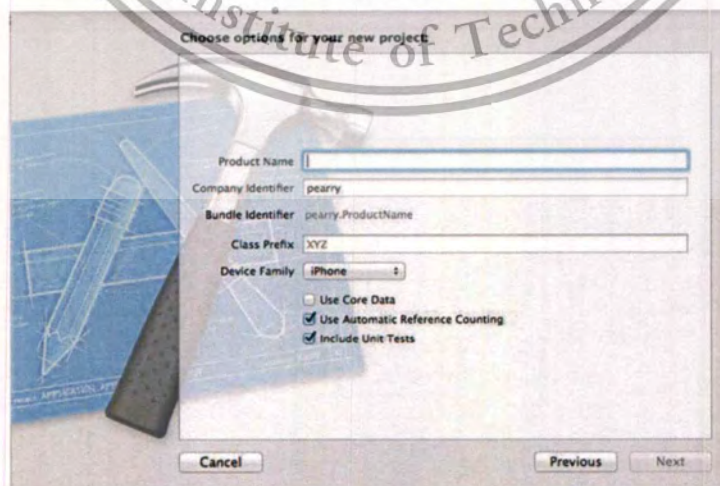 Institute of Techn
Choose options for your new project:
Product Name
Company Identifier pearry
Bundle Identifier pearry.ProductName
Class Prefix XYZ
Device Family iPhone
Use Core Data
Use Automatic Reference Counting
Include Unit Tests
Cancel Previous Next